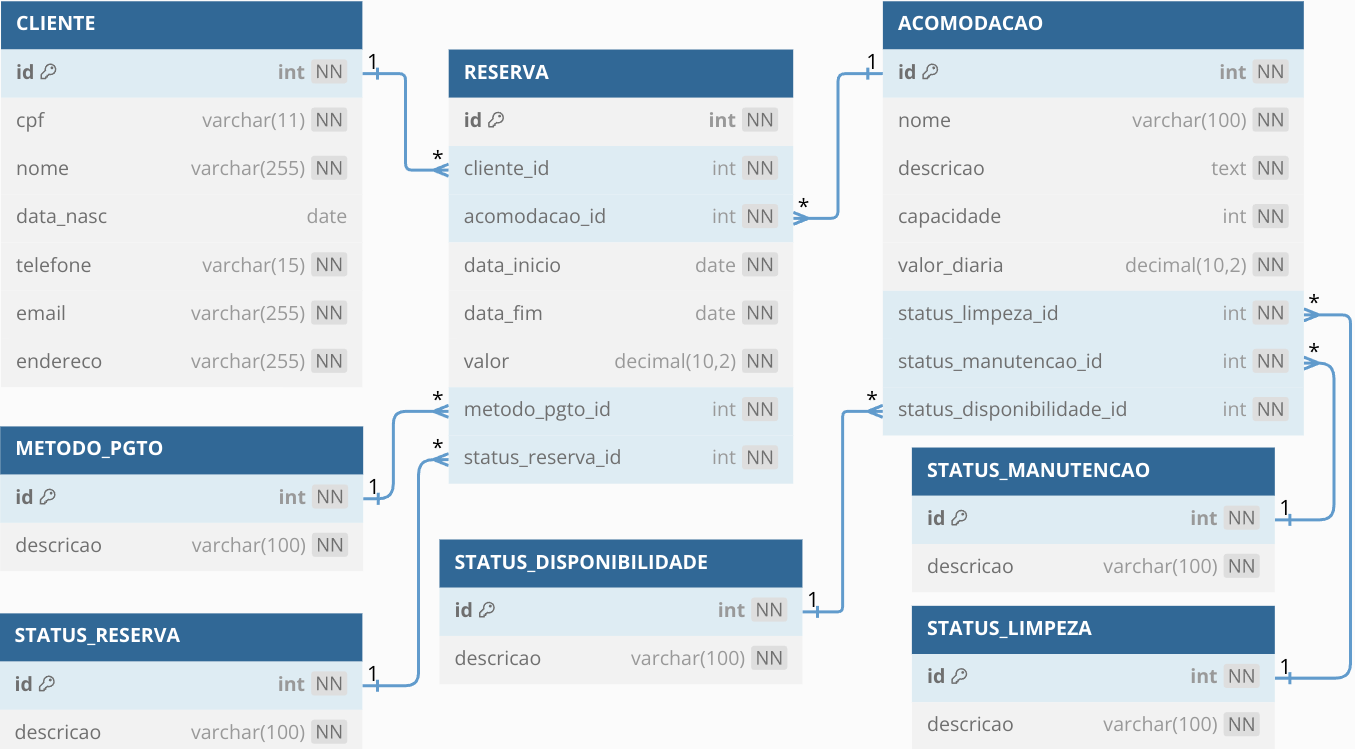 CLIENTE
id int NN
cpf varchar(11) NN
nome varchar(255) NN
data_nasc date
telefone varchar(15) NN
email varchar(255) NN
endereco varchar(255) NN
1
*
RESERVA
id int NN
cliente_id int NN
acomodacao_id int NN
data_inicio date NN
data_fim date NN
valor decimal(10,2) NN
metodo_pgto_id int NN
status_reserva_id int NN
*
1
*
*
ACOMODACAO
id int NN
nome varchar(100) NN
descricao text NN
capacidade int NN
valor_diaria decimal(10,2) NN
status_limpeza_id int NN
status_manutencao_id int NN
status_disponibilidade_id int NN
*
*
*
METODO_PGTO
id int NN
descricao varchar(100) NN
1
STATUS_RESERVA
id int NN
descricao varchar(100) NN
1
STATUS_DISPONIBILIDADE
id int NN
descricao varchar(100) NN
1
STATUS_MANUTENCAO
id int NN
descricao varchar(100) NN
1
STATUS_LIMPEZA
id int NN
descricao varchar(100) NN
1